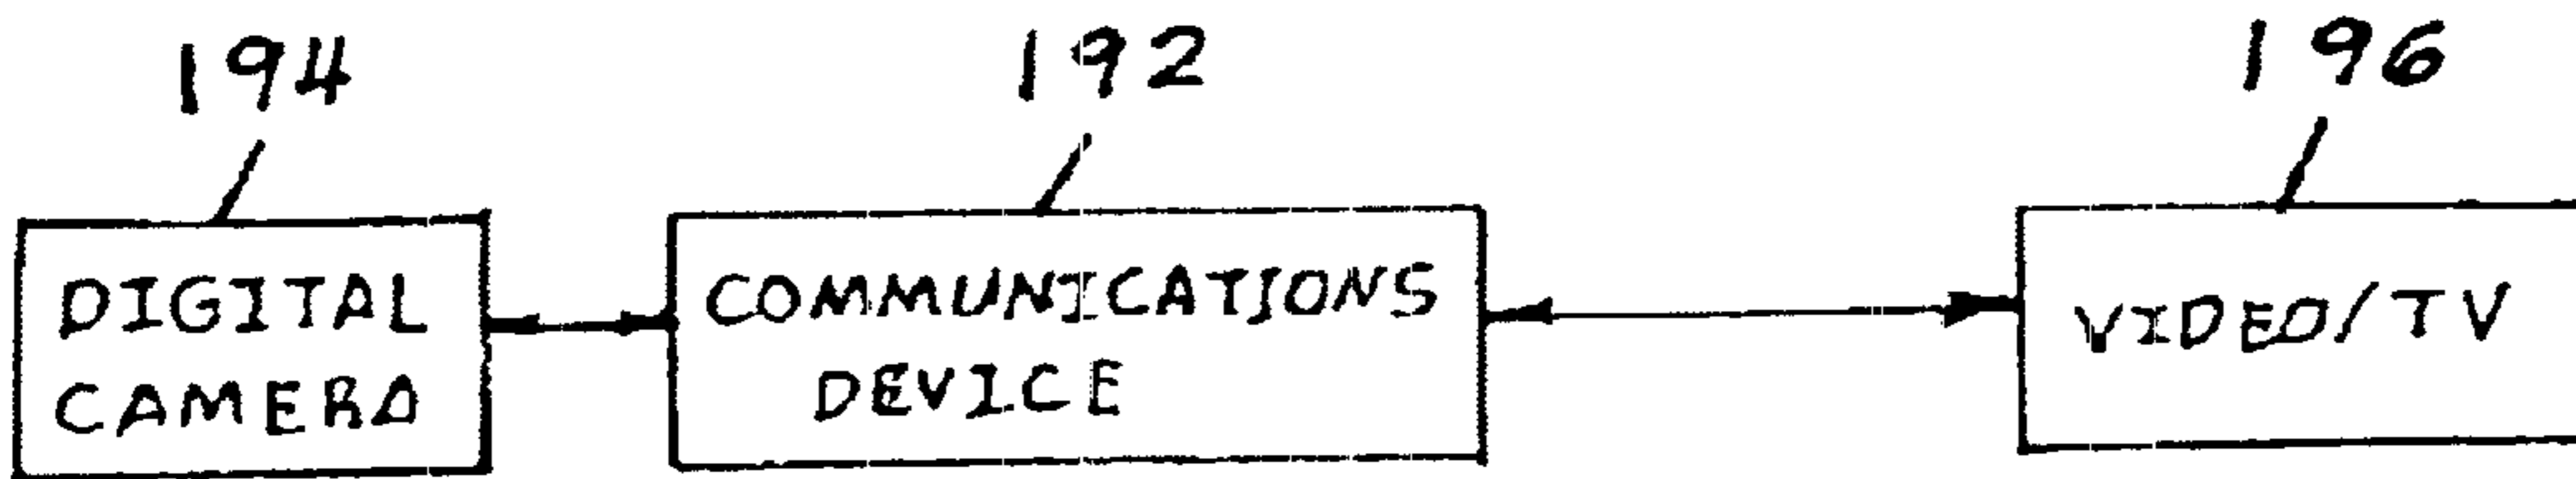 194
192
196
DIGITAL
CAMERA
COMMUNICATIONS
DEVICE
VIDEO/TV